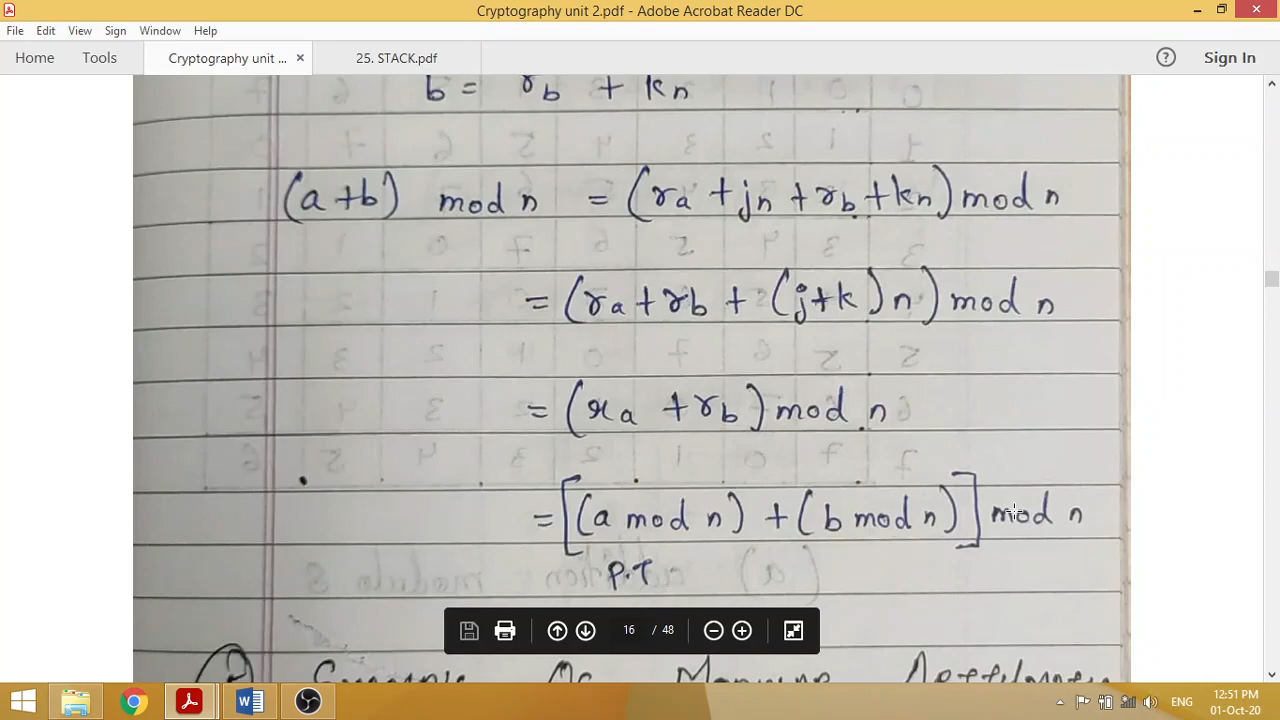 Cryptography unit 2.pdf - Adobe Acrobat Reader DC
File Edit View Sign Window Help
Home Tools Cryptography unit ... × 25. STACK.pdf ? Sign In
b = rb + kn
(a+b) mod n = (ra + jn + rb + kn) mod n
= (ra + rb + (j+k)n) mod n
= (ra + rb) mod n
= [(a mod n) + (b mod n)] mod n
P.T
16 / 48
ENG 12:51 PM
01-Oct-20